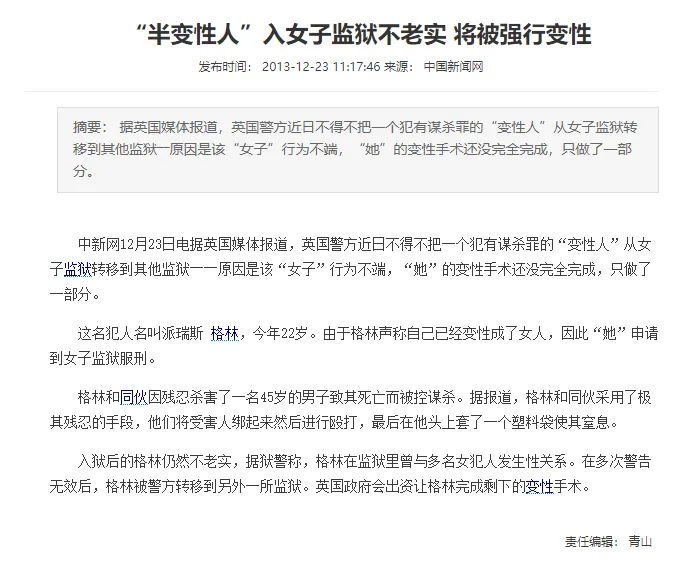 “半变性人”入女子监狱不老实 将被强行变性
发布时间： 2013-12-23 11:17:46 来源： 中国新闻网
摘要： 据英国媒体报道，英国警方近日不得不把一个犯有谋杀罪的“变性人”从女子监狱转
移到其他监狱—原因是该“女子”行为不端，“她”的变性手术还没完全完成，只做了一部
分。
中新网12月23日电据英国媒体报道，英国警方近日不得不把一个犯有谋杀罪的“变性人”从女
子监狱转移到其他监狱——原因是该“女子”行为不端，“她”的变性手术还没完全完成，只做了
一部分。
这名犯人名叫派瑞斯 格林，今年22岁。由于格林声称自己已经变性成了女人，因此“她”申请
到女子监狱服刑。
格林和同伙因残忍杀害了一名45岁的男子致其死亡而被控谋杀。据报道，格林和同伙采用了极
其残忍的手段，他们将受害人绑起来然后进行殴打，最后在他头上套了一个塑料袋使其窒息。
入狱后的格林仍然不老实，据狱警称，格林在监狱里曾与多名女犯人发生性关系。在多次警告
无效后，格林被警方转移到另外一所监狱。英国政府会出资让格林完成剩下的变性手术。
责任编辑： 青山